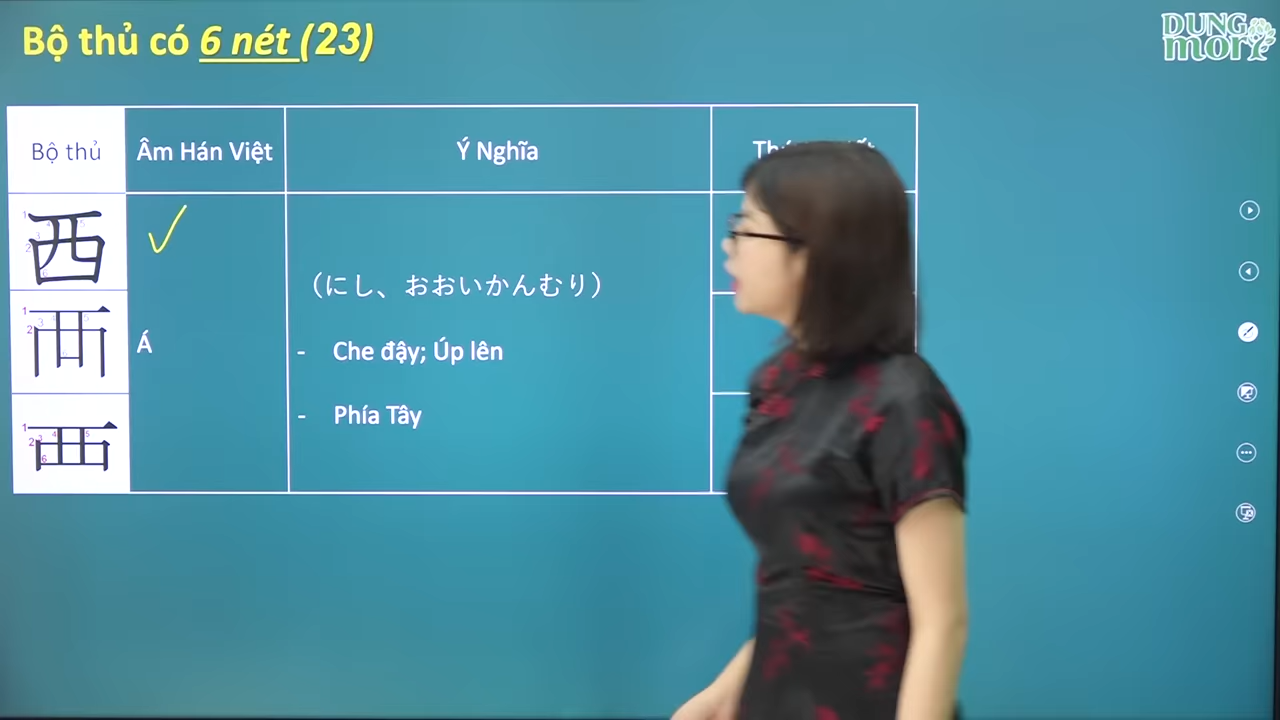 Bộ thủ có 6 nét (23)
DUNG
mori
Bộ thủ
Âm Hán Việt
Ý Nghĩa
西
襾
覀
Á
（にし、おおいかんむり）
- Che đậy; Úp lên
- Phía Tây